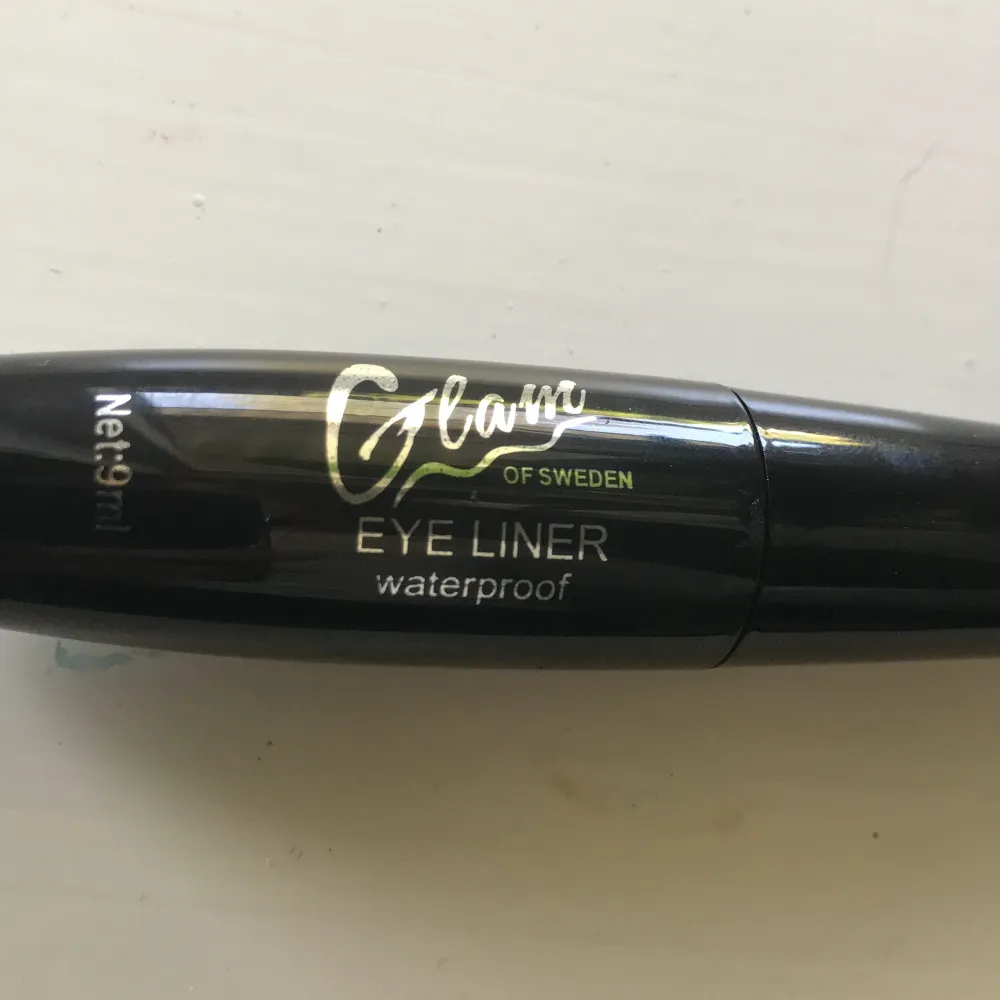 Glam
OF SWEDEN
EYE LINER
waterproof
Net:9ml